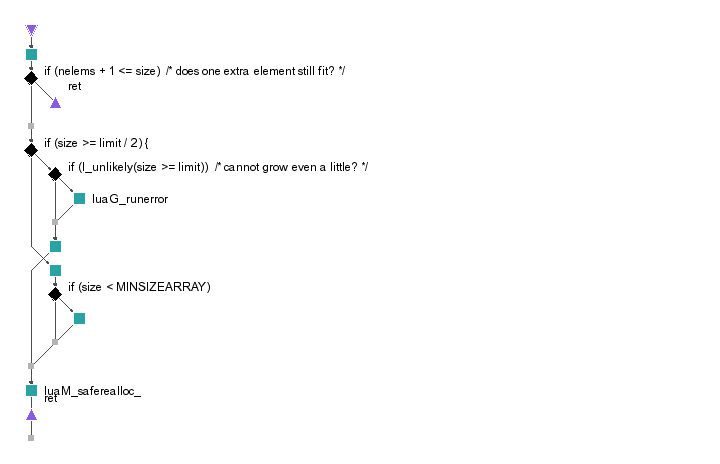 if (nelems + 1 <= size)  /* does one extra element still fit? */
ret
if (size >= limit / 2) {
if (l_unlikely(size >= limit))  /* cannot grow even a little? */
luaG_runerror
if (size < MINSIZEARRAY)
luaM_saferealloc_
ret